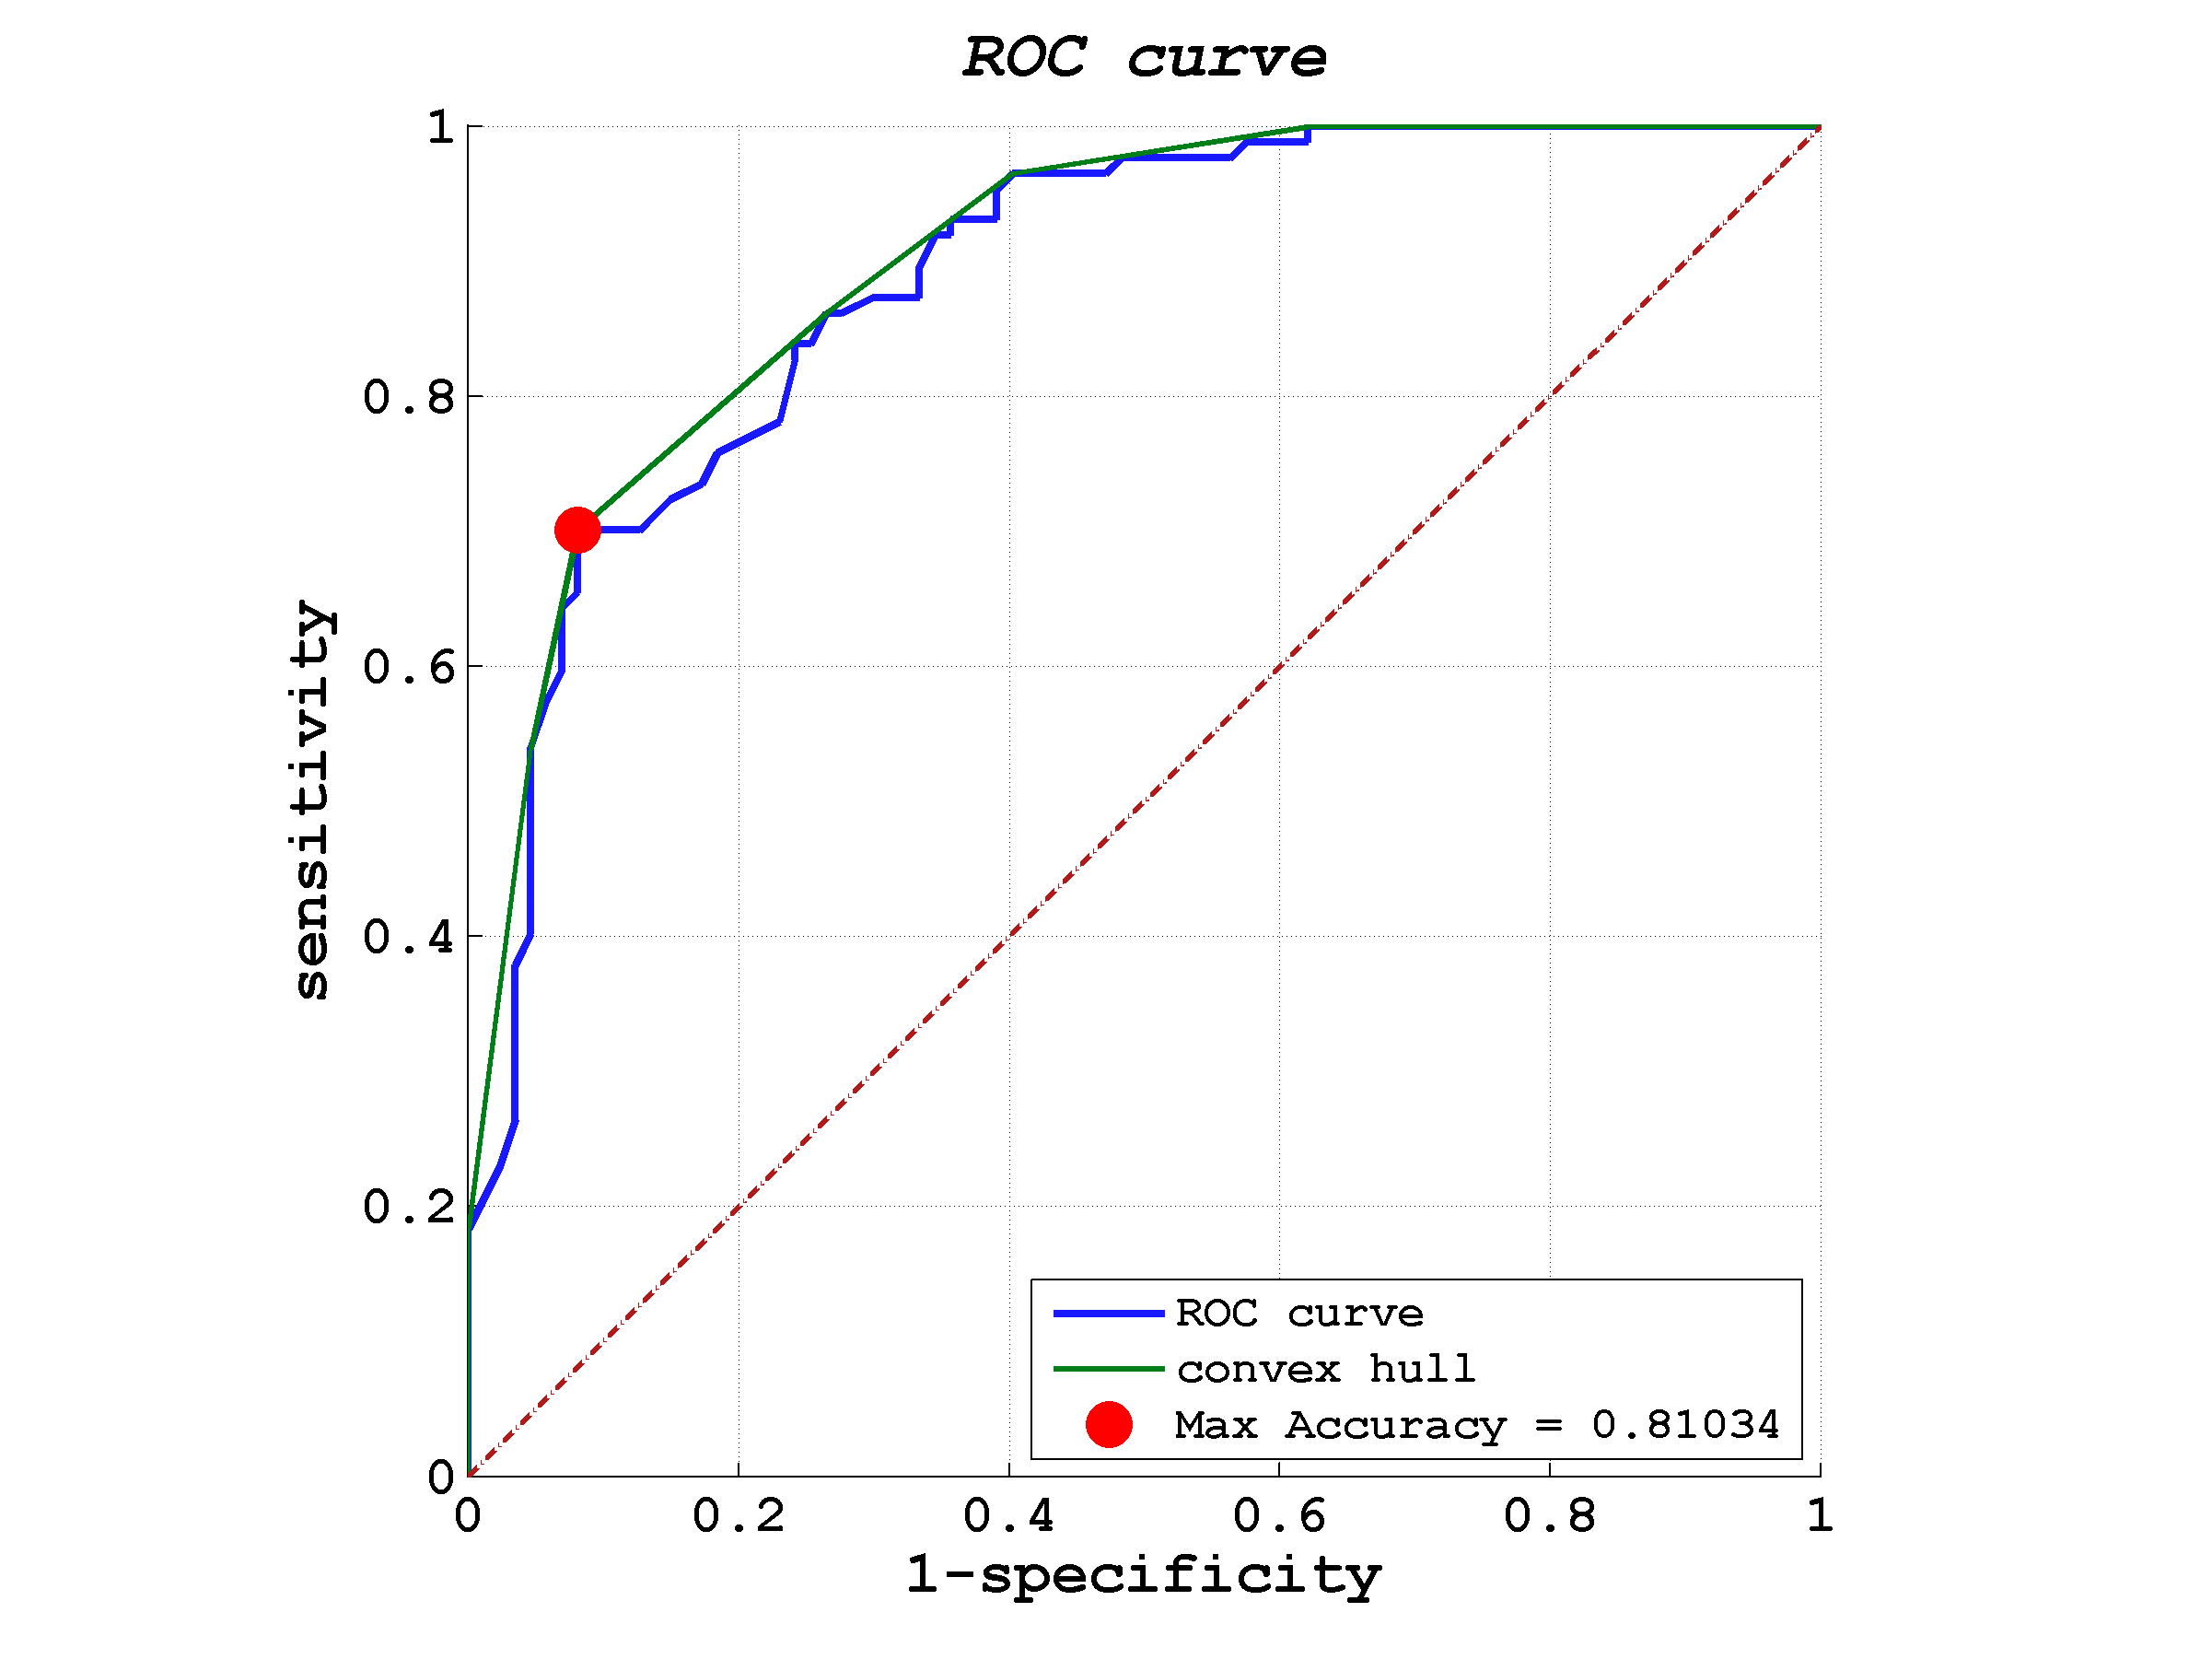 ROC curve
1
0.8
0.6
0.4
0.2
0
sensitivity
0 0.2 0.4 0.6 0.8 1
1-specificity
ROC curve
convex hull
Max Accuracy = 0.81034